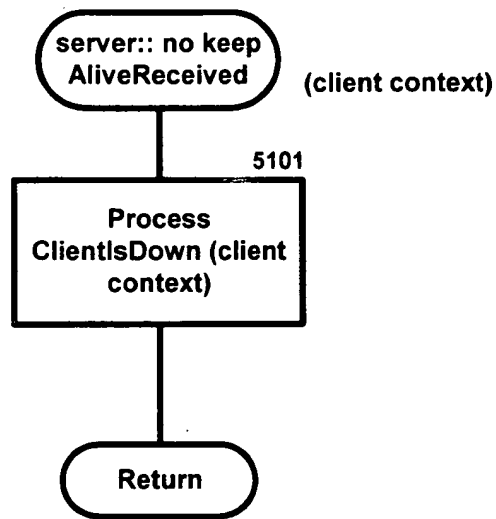 server:: no keep
AliveReceived
(client context)
5101
Process
ClientIsDown (client
context)
Return